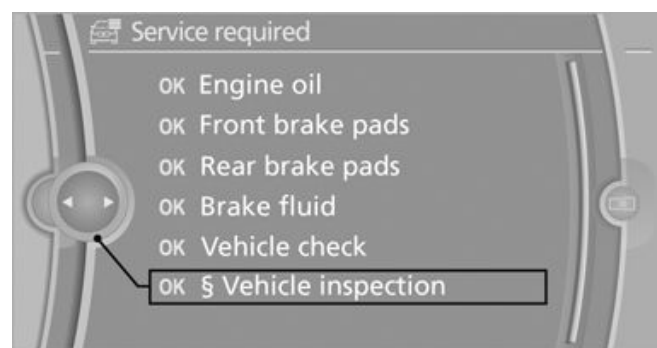 Service required
OK Engine oil
OK Front brake pads
OK Rear brake pads
OK Brake fluid
OK Vehicle check
OK § Vehicle inspection